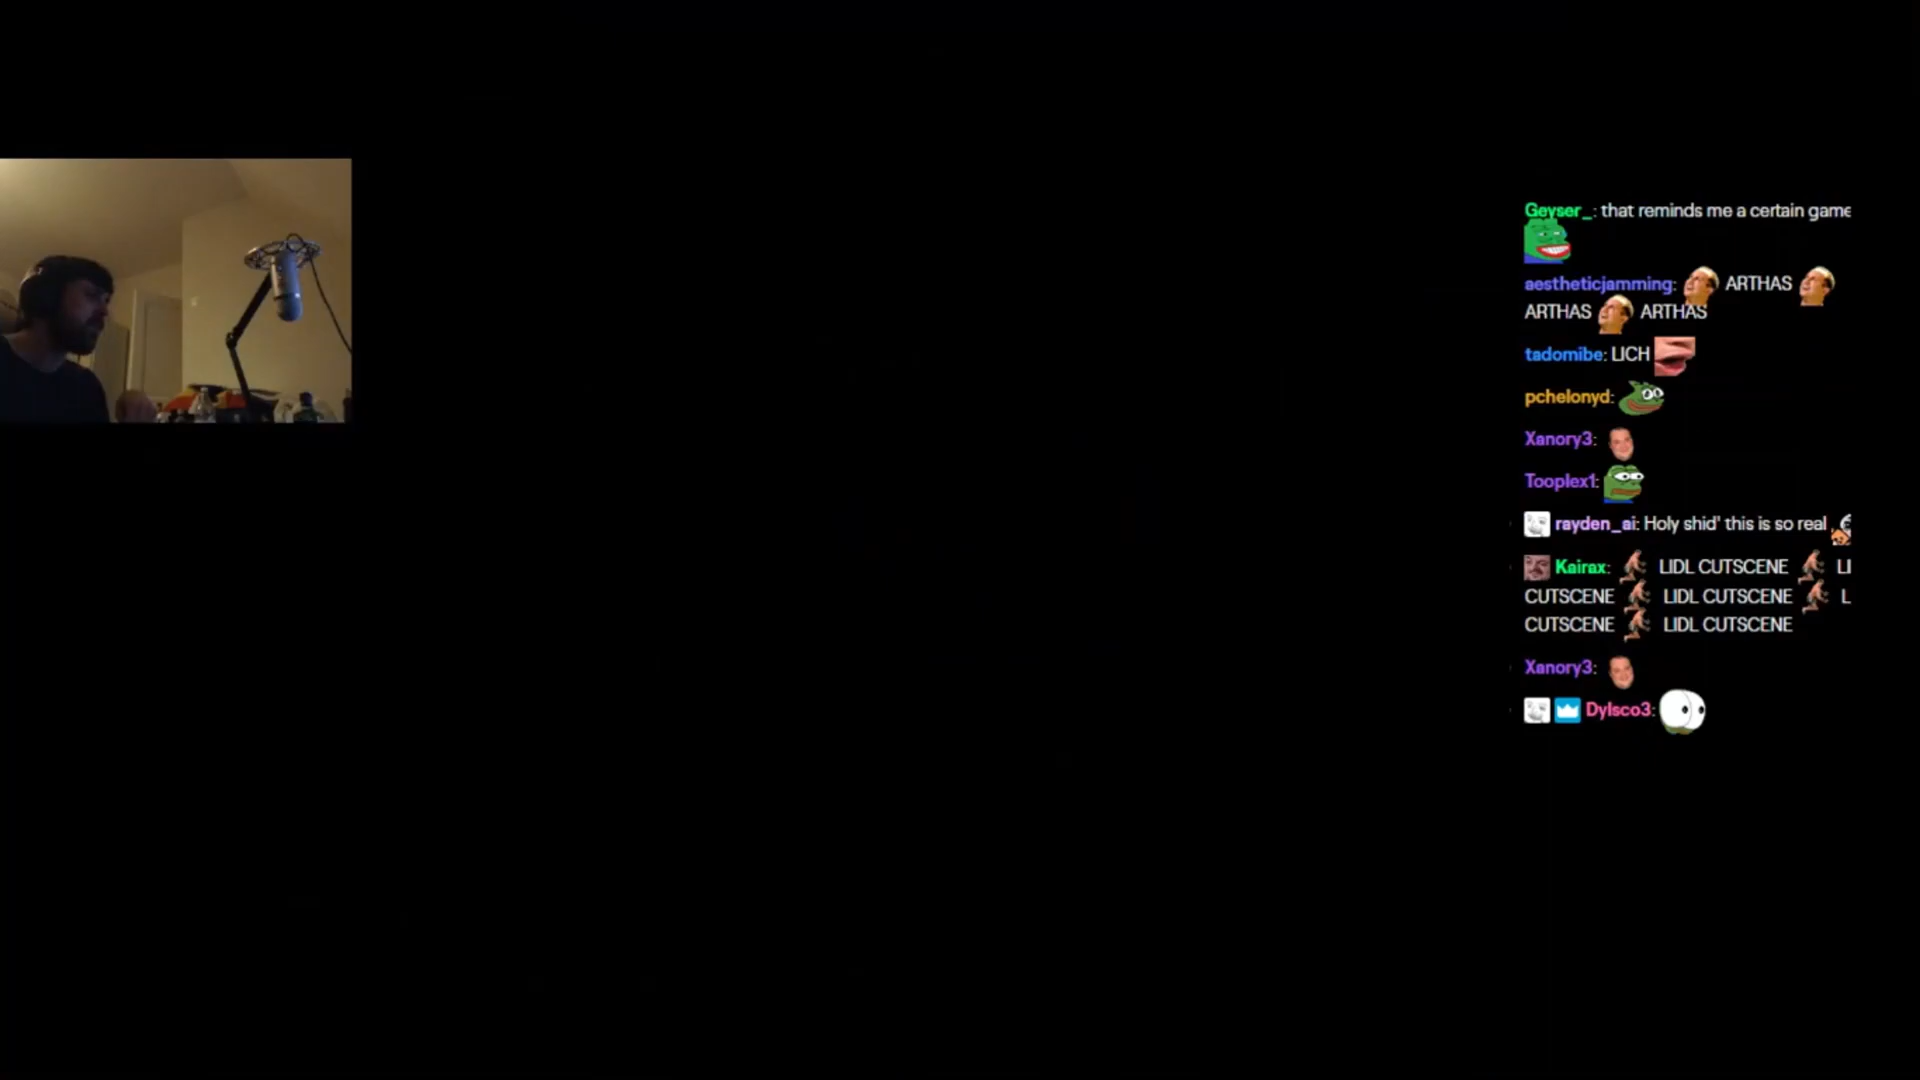 Geyser_: that reminds me a certain game
aestheticjamming: ARTHAS
ARTHAS ARTHAS
tadomibe: LICH
pchelonyd:
Xanory3:
Tooplex1:
rayden_ai: Holy shid' this is so real
Kairax: LIDL CUTSCENE LI
CUTSCENE LIDL CUTSCENE L
CUTSCENE LIDL CUTSCENE
Xanory3:
Dylsco3: